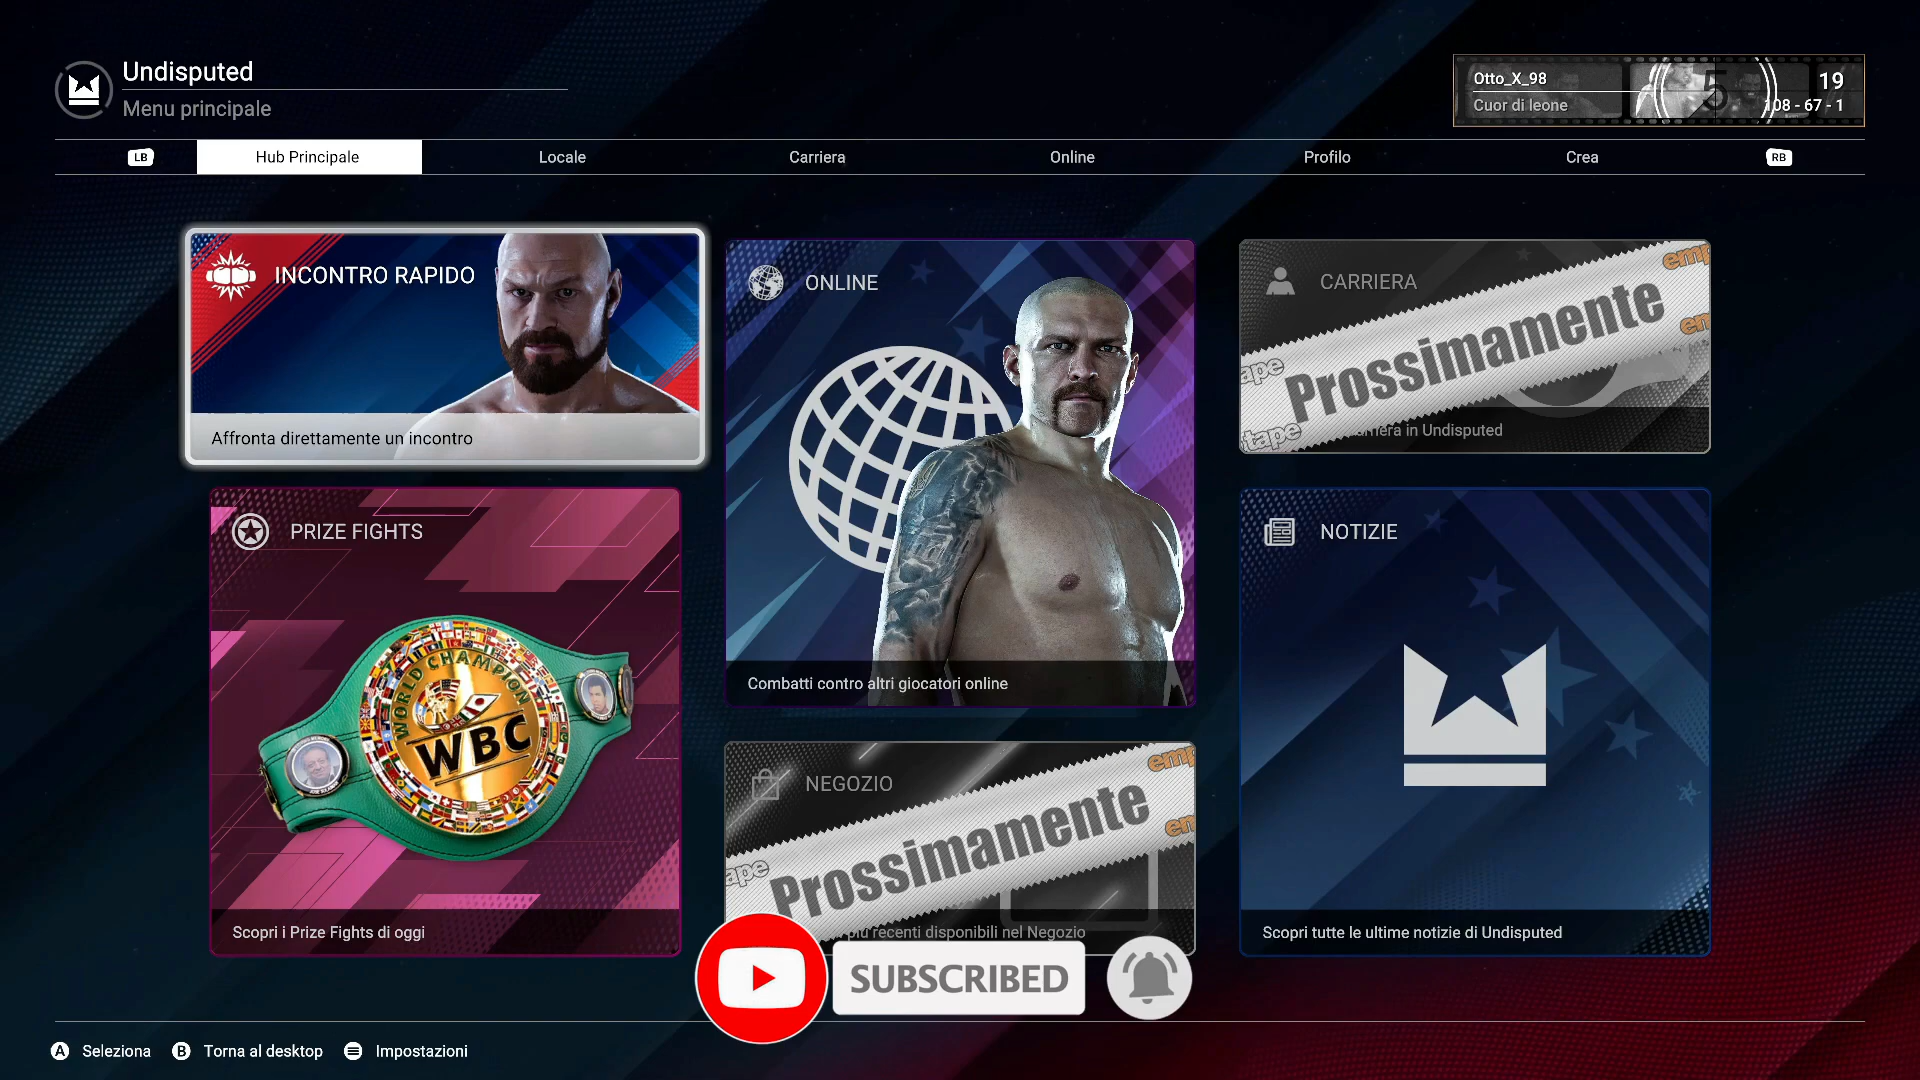 Undisputed
Menu principale
Otto_X_98
Cuor di leone
5
19
108 - 67 - 1
LB
Hub Principale
Locale
Carriera
Online
Profilo
Crea
RB
INCONTRO RAPIDO
Affronta direttamente un incontro
ONLINE
Combatti contro altri giocatori online
CARRIERA
Prossimamente
tape
in Undisputed
PRIZE FIGHTS
WORLD CHAMPION
WBC
Scopri i Prize Fights di oggi
NEGOZIO
Prossimamente
più recenti disponibili nel Negozio
NOTIZIE
Scopri tutte le ultime notizie di Undisputed
SUBSCRIBED
A Seleziona
B Torna al desktop
Impostazioni